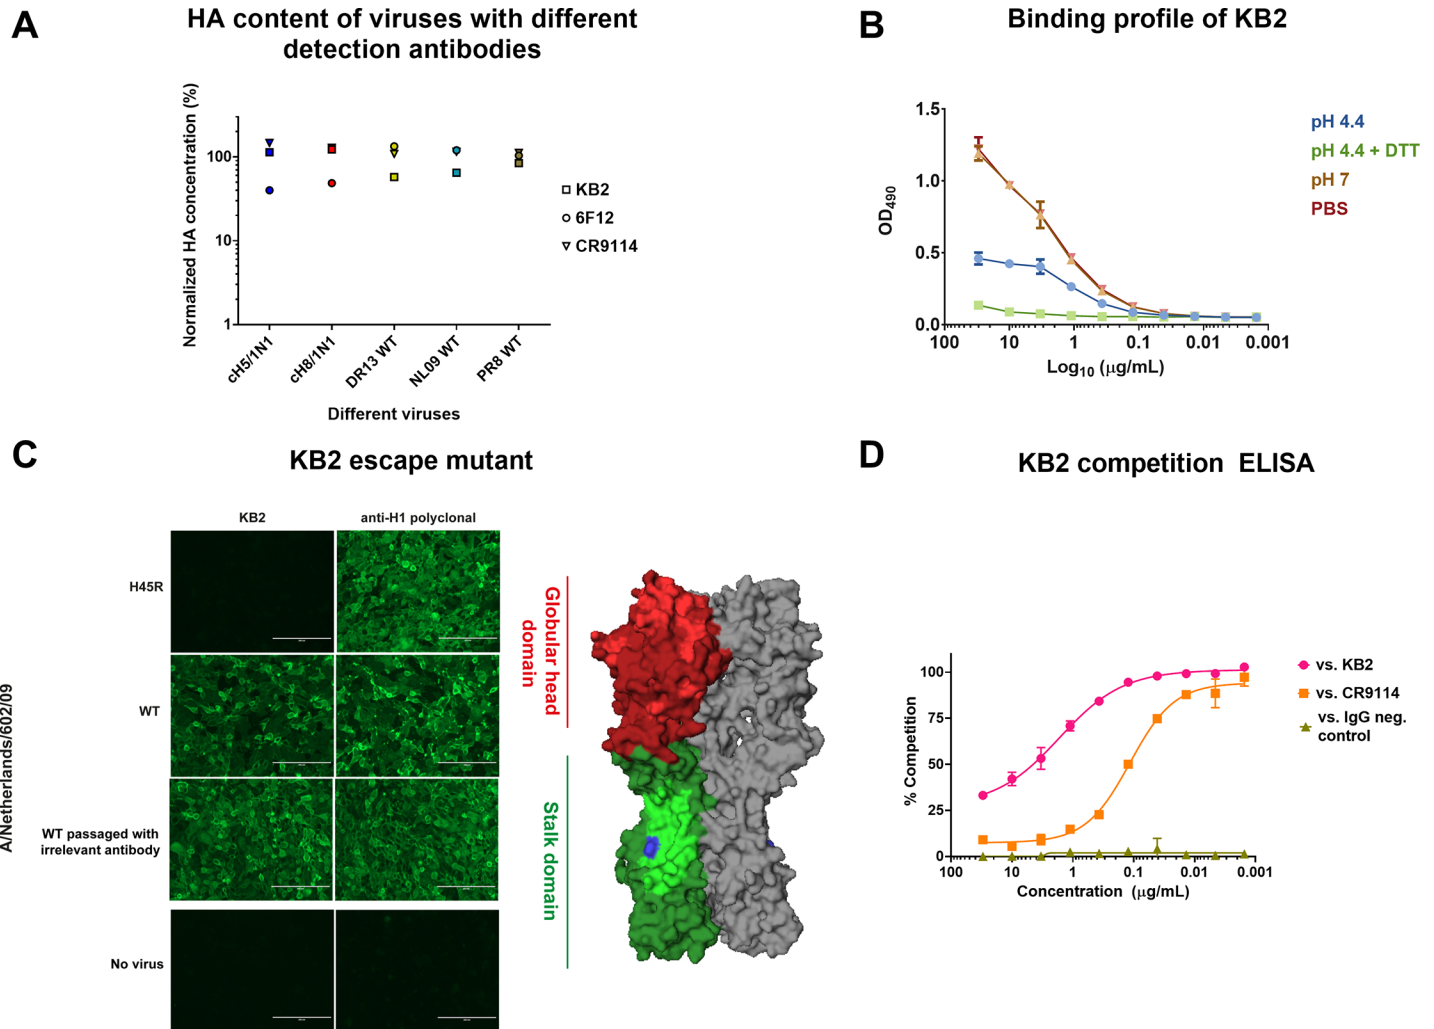 A
HA content of viruses with different
detection antibodies
Normalized HA concentration (%)
100
10
1
cH5/1N1
cH8/1N1
DR13 WT
NL09 WT
PR8 WT
Different viruses
KB2
6F12
CR9114
B
Binding profile of KB2
OD490
1.5
1.0
0.5
0.0
100
10
1
0.1
0.01
0.001
Log10 (μg/mL)
pH 4.4
pH 4.4 + DTT
pH 7
PBS
C
KB2 escape mutant
KB2
anti-H1 polyclonal
A/Netherlands/602/09
H45R
WT
WT passaged with
irrelevant antibody
No virus
Globular head
domain
Stalk domain
D
KB2 competition ELISA
% Competition
100
75
50
25
0
100
10
1
0.1
0.01
0.001
Concentration (μg/mL)
vs. KB2
vs. CR9114
vs. IgG neg.
control